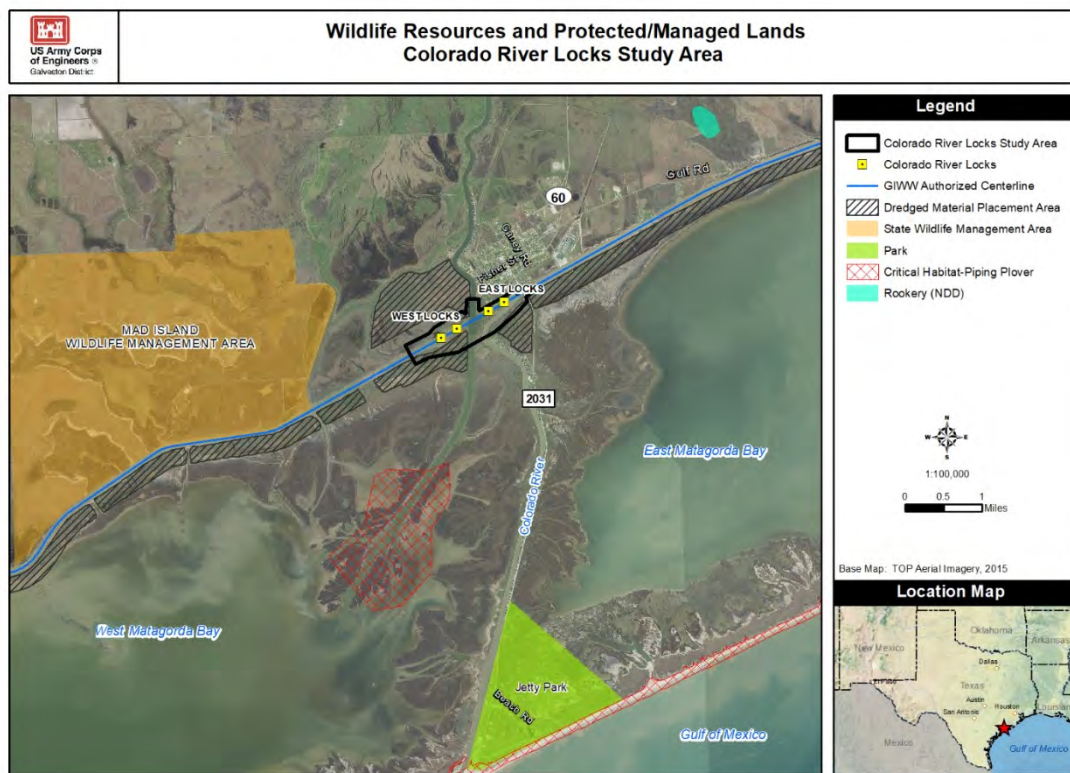 US Army Corps
of Engineers ®
Galveston District
Wildlife Resources and Protected/Managed Lands
Colorado River Locks Study Area
Gulf Rd
60
Caney Rd
Fisher St
EAST LOCKS
WEST LOCKS
MAD ISLAND
WILDLIFE MANAGEMENT AREA
2031
East Matagorda Bay
Colorado River
West Matagorda Bay
Jetty Park
Beach Rd
Gulf of Mexico
Legend
Colorado River Locks Study Area
Colorado River Locks
GIWW Authorized Centerline
Dredged Material Placement Area
State Wildlife Management Area
Park
Critical Habitat-Piping Plover
Rookery (NDD)
N
W E
S
1:100,000
0 0.5 1
Miles
Base Map: TOP Aerial Imagery, 2015
Location Map
Oklahoma
Arkansas
New Mexico
Dallas
El Paso
Texas
Austin
Houston
San Antonio
Louisiana
Mexico
Gulf of Mexico